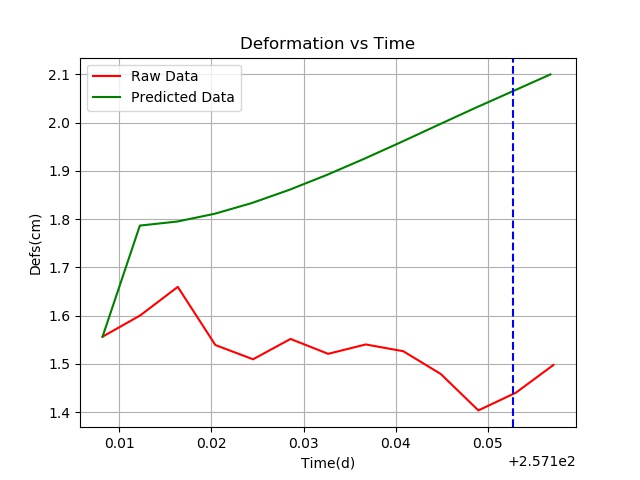 Deformation vs Time
Raw Data
Predicted Data
Defs(cm)
2.1
2.0
1.9
1.8
1.7
1.6
1.5
1.4
0.01 0.02 0.03 0.04 0.05
+2.571e2
Time(d)